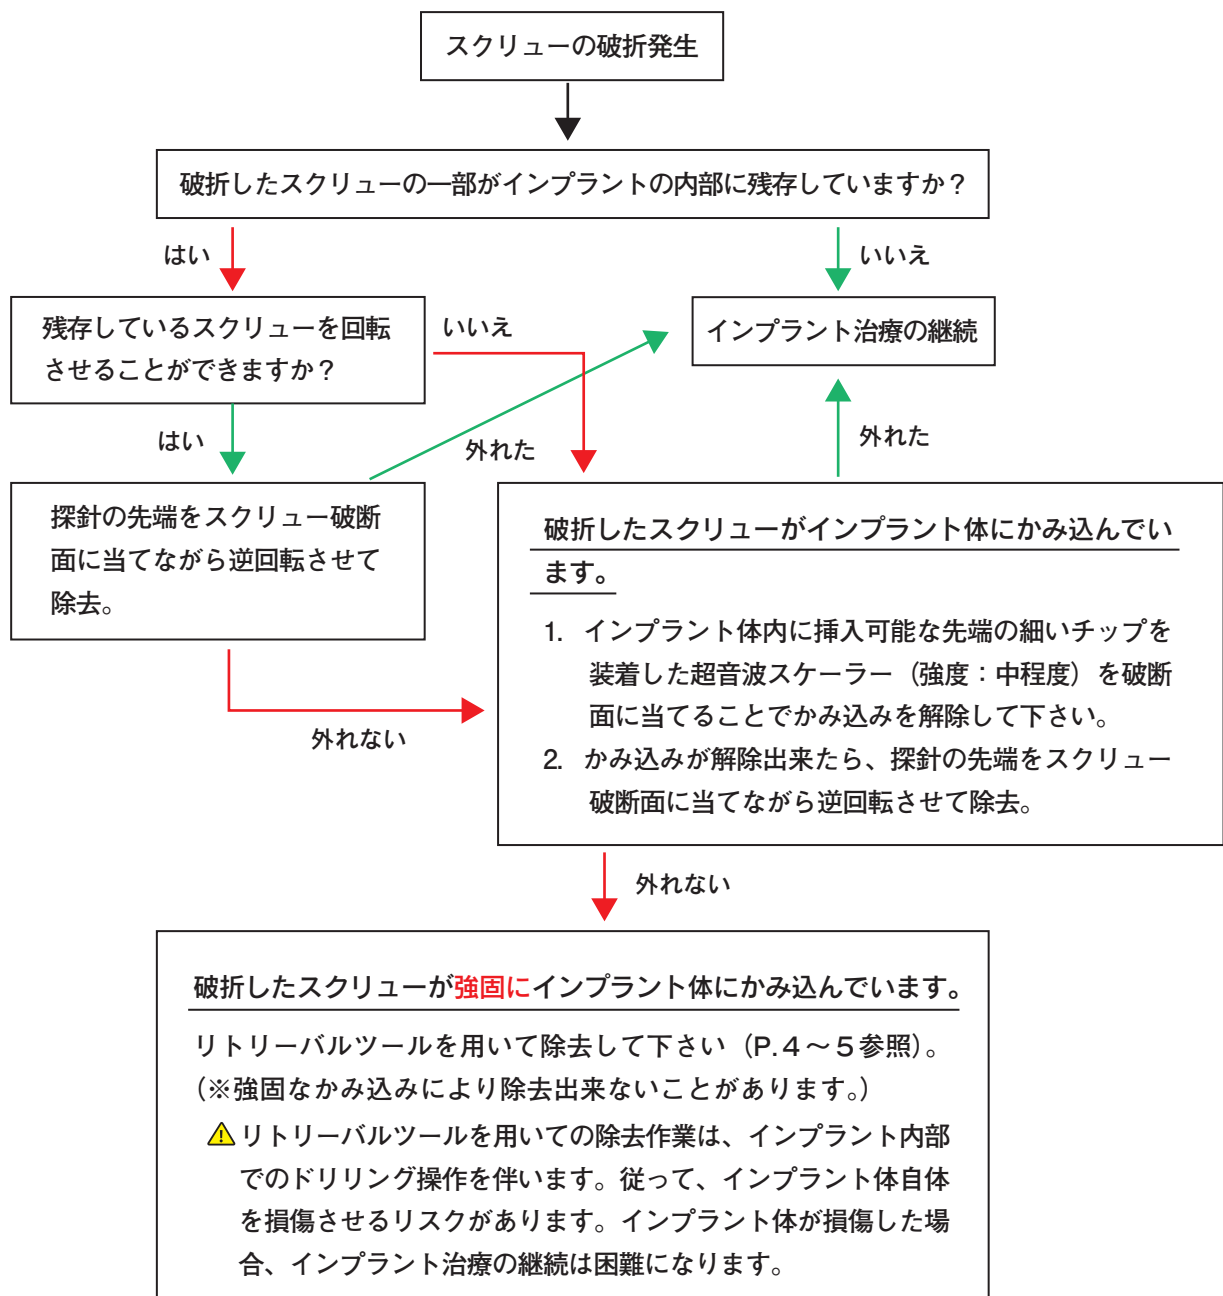 スクリューの破折発生
破折したスクリューの一部がインプラントの内部に残存していますか？
はい
いいえ
残存しているスクリューを回転
させることができますか？
いいえ
インプラント治療の継続
はい
外れた
外れた
探針の先端をスクリュー破断
面に当てながら逆回転させて
除去。
外れない
破折したスクリューがインプラント体にかみ込んでい
ます。
1. インプラント体内に挿入可能な先端の細いチップを
装着した超音波スケーラー（強度：中程度）を破断
面に当てることでかみ込みを解除して下さい。
2. かみ込みが解除出来たら、探針の先端をスクリュー
破断面に当てながら逆回転させて除去。
外れない
破折したスクリューが強固にインプラント体にかみ込んでいます。
リトリーバルツールを用いて除去して下さい（P.４～５参照）。
（※強固なかみ込みにより除去出来ないことがあります。）
リトリーバルツールを用いての除去作業は、インプラント内部
でのドリリング操作を伴います。従って、インプラント体自体
を損傷させるリスクがあります。インプラント体が損傷した場
合、インプラント治療の継続は困難になります。